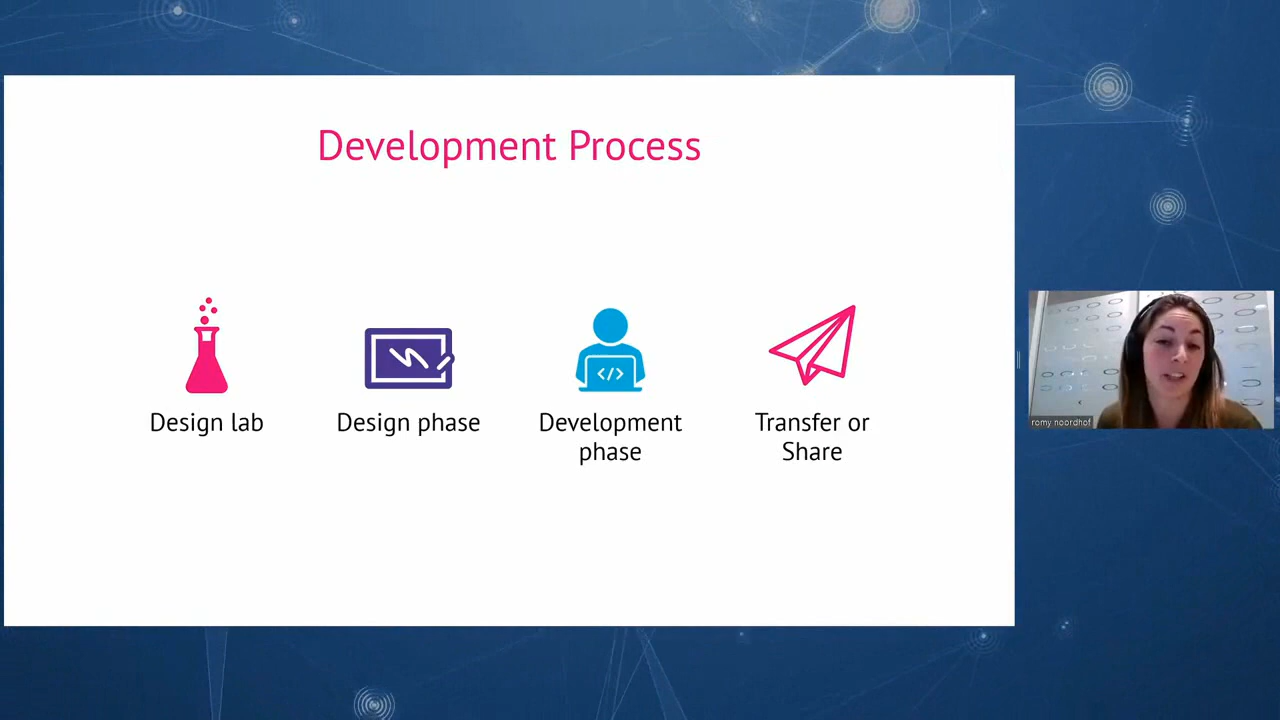 Development Process
Design lab
Design phase
Development
phase
Transfer or
Share
</>
romy noordhof